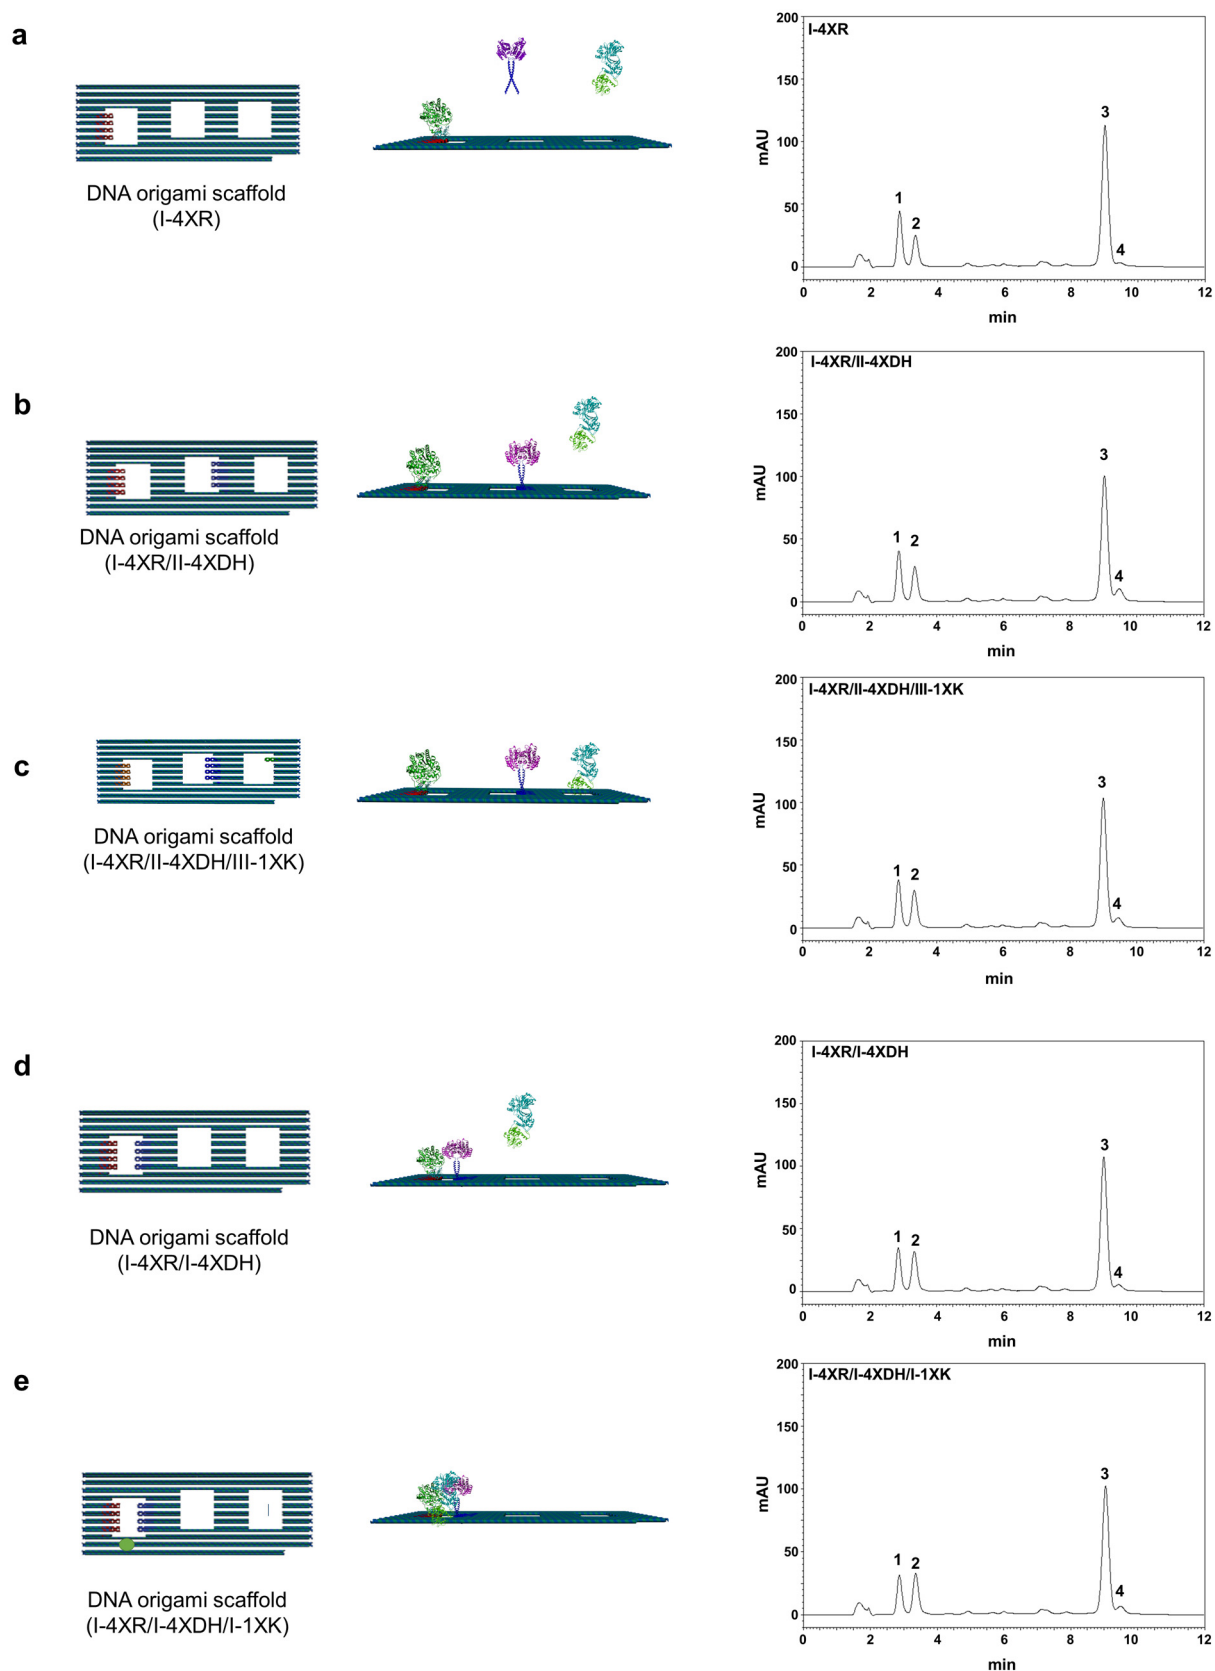 a
DNA origami scaffold
(I-4XR)
I-4XR
200
150
100
50
0
mAU
1
2
3
4
0 2 4 6 8 10 12
min
b
DNA origami scaffold
(I-4XR/II-4XDH)
I-4XR/II-4XDH
200
150
100
50
0
mAU
1
2
3
4
0 2 4 6 8 10 12
min
c
DNA origami scaffold
(I-4XR/II-4XDH/III-1XK)
I-4XR/II-4XDH/III-1XK
200
150
100
50
0
mAU
1
2
3
4
0 2 4 6 8 10 12
min
d
DNA origami scaffold
(I-4XR/I-4XDH)
I-4XR/I-4XDH
200
150
100
50
0
mAU
1
2
3
4
0 2 4 6 8 10 12
min
e
DNA origami scaffold
(I-4XR/I-4XDH/I-1XK)
I-4XR/I-4XDH/I-1XK
200
150
100
50
0
mAU
1
2
3
4
0 2 4 6 8 10 12
min